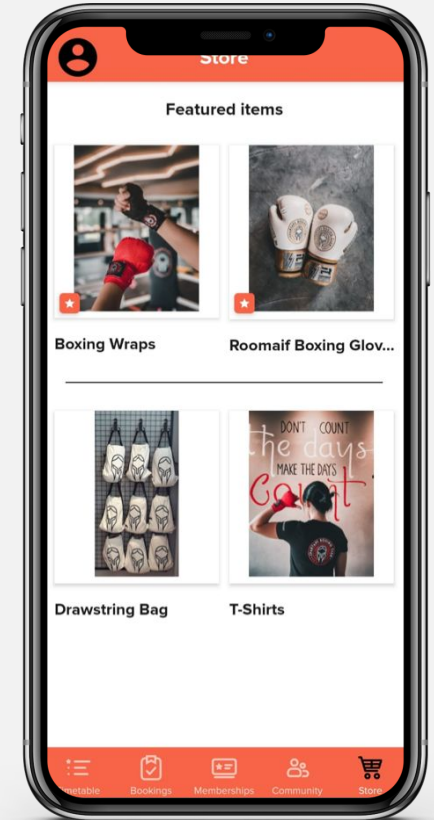 Store
Featured items
Boxing Wraps
Roomaif Boxing Glov...
DON'T COUNT
the days
MAKE THE DAYS
Count
Drawstring Bag
T-Shirts
Bookings
Memberships
Community
Store